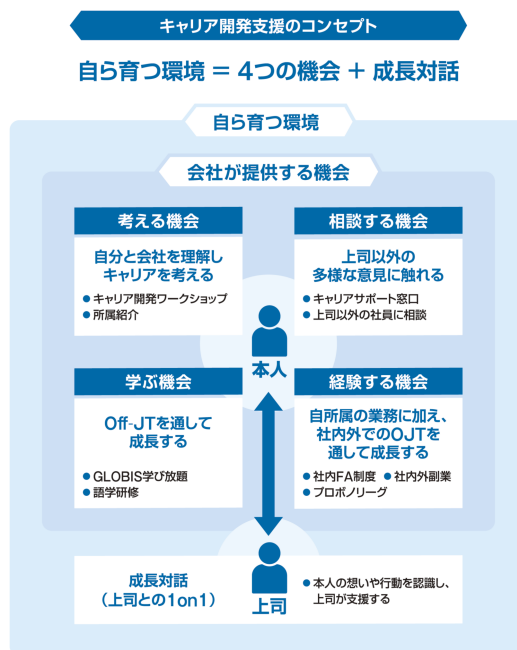 キャリア開発支援のコンセプト
自ら育つ環境 = 4つの機会 + 成長対話
自ら育つ環境
会社が提供する機会
考える機会
自分と会社を理解し
キャリアを考える
● キャリア開発ワークショップ
● 所属紹介
相談する機会
上司以外の
多様な意見に触れる
● キャリアサポート窓口
● 上司以外の社員に相談
本人
学ぶ機会
Off-JTを通して
成長する
● GLOBIS学び放題
● 語学研修
経験する機会
自所属の業務に加え、
社内外でのOJTを
通して成長する
● 社内FA制度 ● 社内外副業
● プロボノリーグ
成長対話
（上司との1on1）
上司
● 本人の想いや行動を認識し、
上司が支援する